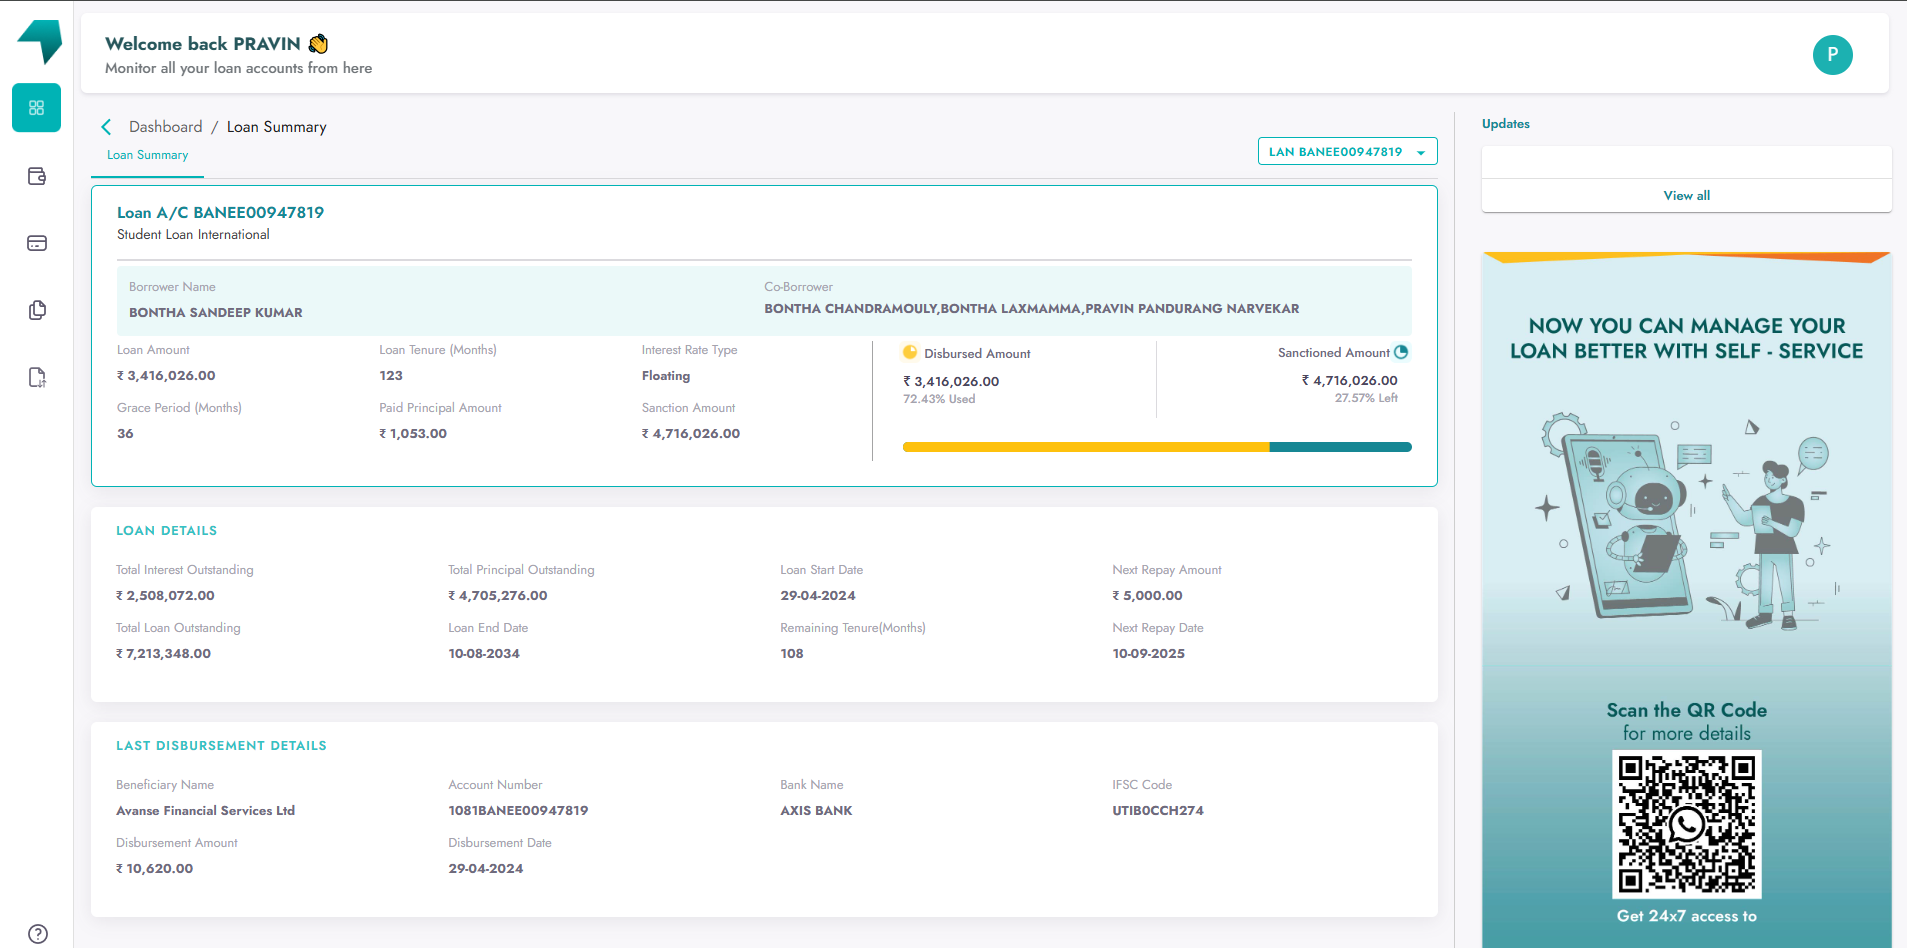 Welcome back PRAVIN 👋
Monitor all your loan accounts from here
P
Dashboard / Loan Summary
Loan Summary
LAN BANEE00947819
Loan A/C BANEE00947819
Student Loan International
Borrower Name
BONTHA SANDEEP KUMAR
Co-Borrower
BONTHA CHANDRAMOULY,BONTHA LAXMAMMA,PRAVIN PANDURANG NARVEKAR
Loan Amount
₹ 3,416,026.00
Loan Tenure (Months)
123
Interest Rate Type
Floating
Grace Period (Months)
36
Paid Principal Amount
₹ 1,053.00
Sanction Amount
₹ 4,716,026.00
Disbursed Amount
₹ 3,416,026.00
72.43% Used
Sanctioned Amount
₹ 4,716,026.00
27.57% Left
LOAN DETAILS
Total Interest Outstanding
₹ 2,508,072.00
Total Principal Outstanding
₹ 4,705,276.00
Loan Start Date
29-04-2024
Next Repay Amount
₹ 5,000.00
Total Loan Outstanding
₹ 7,213,348.00
Loan End Date
10-08-2034
Remaining Tenure(Months)
108
Next Repay Date
10-09-2025
LAST DISBURSEMENT DETAILS
Beneficiary Name
Avanse Financial Services Ltd
Account Number
1081BANEE00947819
Bank Name
AXIS BANK
IFSC Code
UTIB0CCH274
Disbursement Amount
₹ 10,620.00
Disbursement Date
29-04-2024
Updates
View all
NOW YOU CAN MANAGE YOUR
LOAN BETTER WITH SELF - SERVICE
Scan the QR Code
for more details
Get 24x7 access to